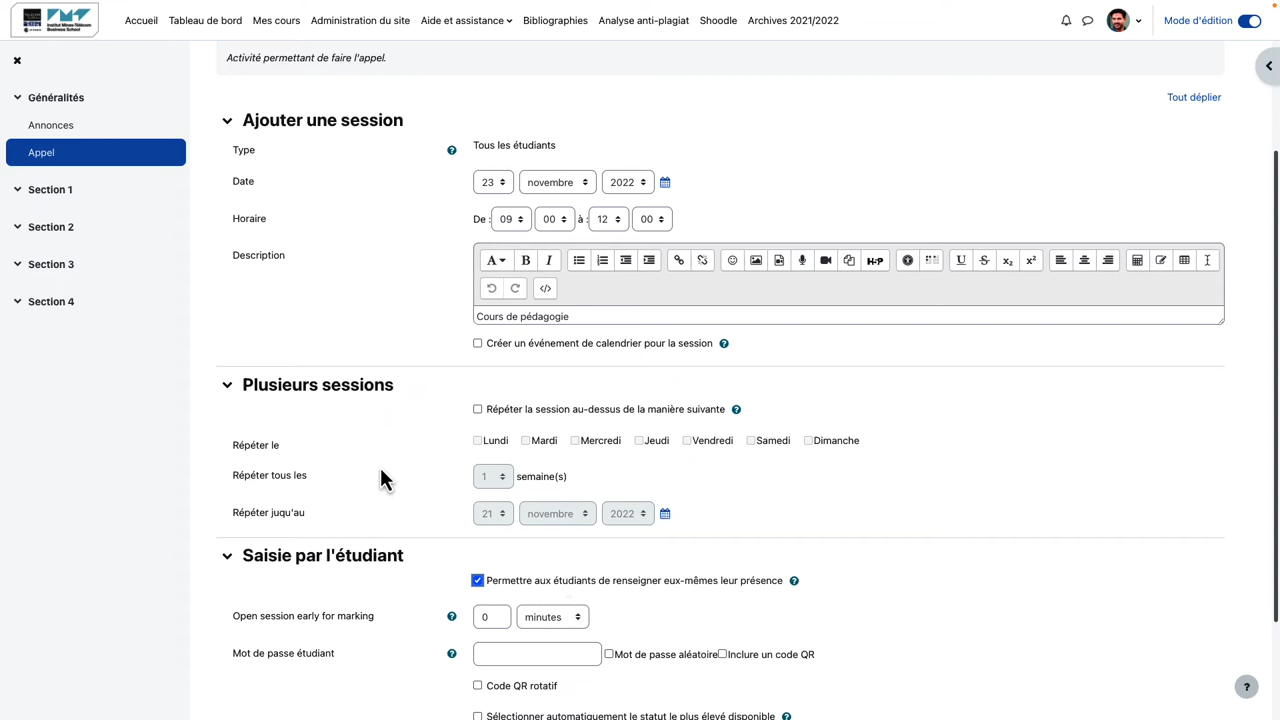 Institut Mines-Télécom
Business School
Accueil Tableau de bord Mes cours Administration du site Aide et assistance Bibliographies Analyse anti-plagiat Shoodle Archives 2021/2022 Mode d'édition
Activité permettant de faire l'appel.
Tout déplier
Généralités
Annonces
Appel
Section 1
Section 2
Section 3
Section 4
Ajouter une session
Type Tous les étudiants
Date 23 novembre 2022
Horaire De : 09 00 à : 12 00
Description
A B I H-P U S x₂ x²
</>
Cours de pédagogie
Créer un événement de calendrier pour la session ?
Plusieurs sessions
Répéter la session au-dessus de la manière suivante ?
Répéter le Lundi Mardi Mercredi Jeudi Vendredi Samedi Dimanche
Répéter tous les 1 semaine(s)
Répéter juqu'au 21 novembre 2022
Saisie par l'étudiant
Permettre aux étudiants de renseigner eux-mêmes leur présence ?
Open session early for marking ? 0 minutes
Mot de passe étudiant ? Mot de passe aléatoire Inclure un code QR
Code QR rotatif
Sélectionner automatiquement le statut le plus élevé disponible ?
?